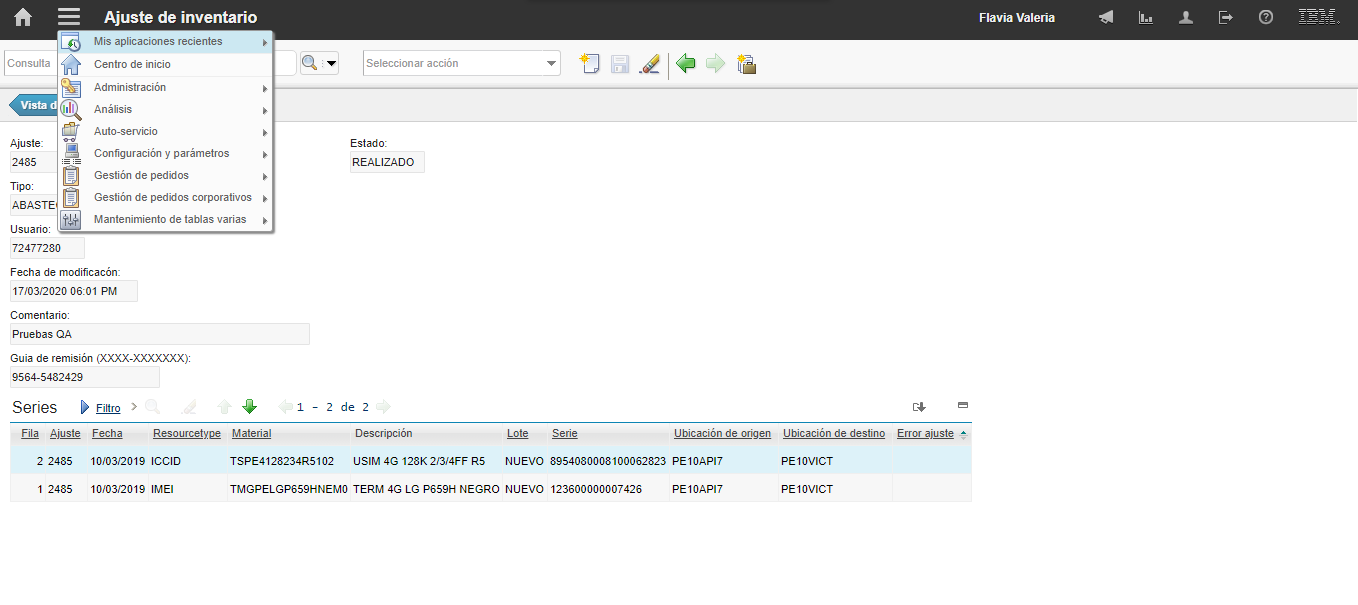 Ajuste de inventario
Flavia Valeria
IBM.
Mis aplicaciones recientes
Centro de inicio
Administración
Análisis
Auto-servicio
Configuración y parámetros
Gestión de pedidos
Gestión de pedidos corporativos
Mantenimiento de tablas varias
Consulta
Seleccionar acción
Vista d
Ajuste:
2485
Estado:
REALIZADO
Tipo:
ABASTE
Usuario:
72477280
Fecha de modificacón:
17/03/2020 06:01 PM
Comentario:
Pruebas QA
Guia de remisión (XXXX-XXXXXXX):
9564-5482429
Series Filtro 1 - 2 de 2
Fila Ajuste Fecha Resourcetype Material Descripción Lote Serie Ubicación de origen Ubicación de destino Error ajuste
2 2485 10/03/2019 ICCID TSPE4128234R5102 USIM 4G 128K 2/3/4FF R5 NUEVO 8954080008100062823 PE10API7 PE10VICT
1 2485 10/03/2019 IMEI TMGPELGP659HNEM0 TERM 4G LG P659H NEGRO NUEVO 123600000007426 PE10API7 PE10VICT